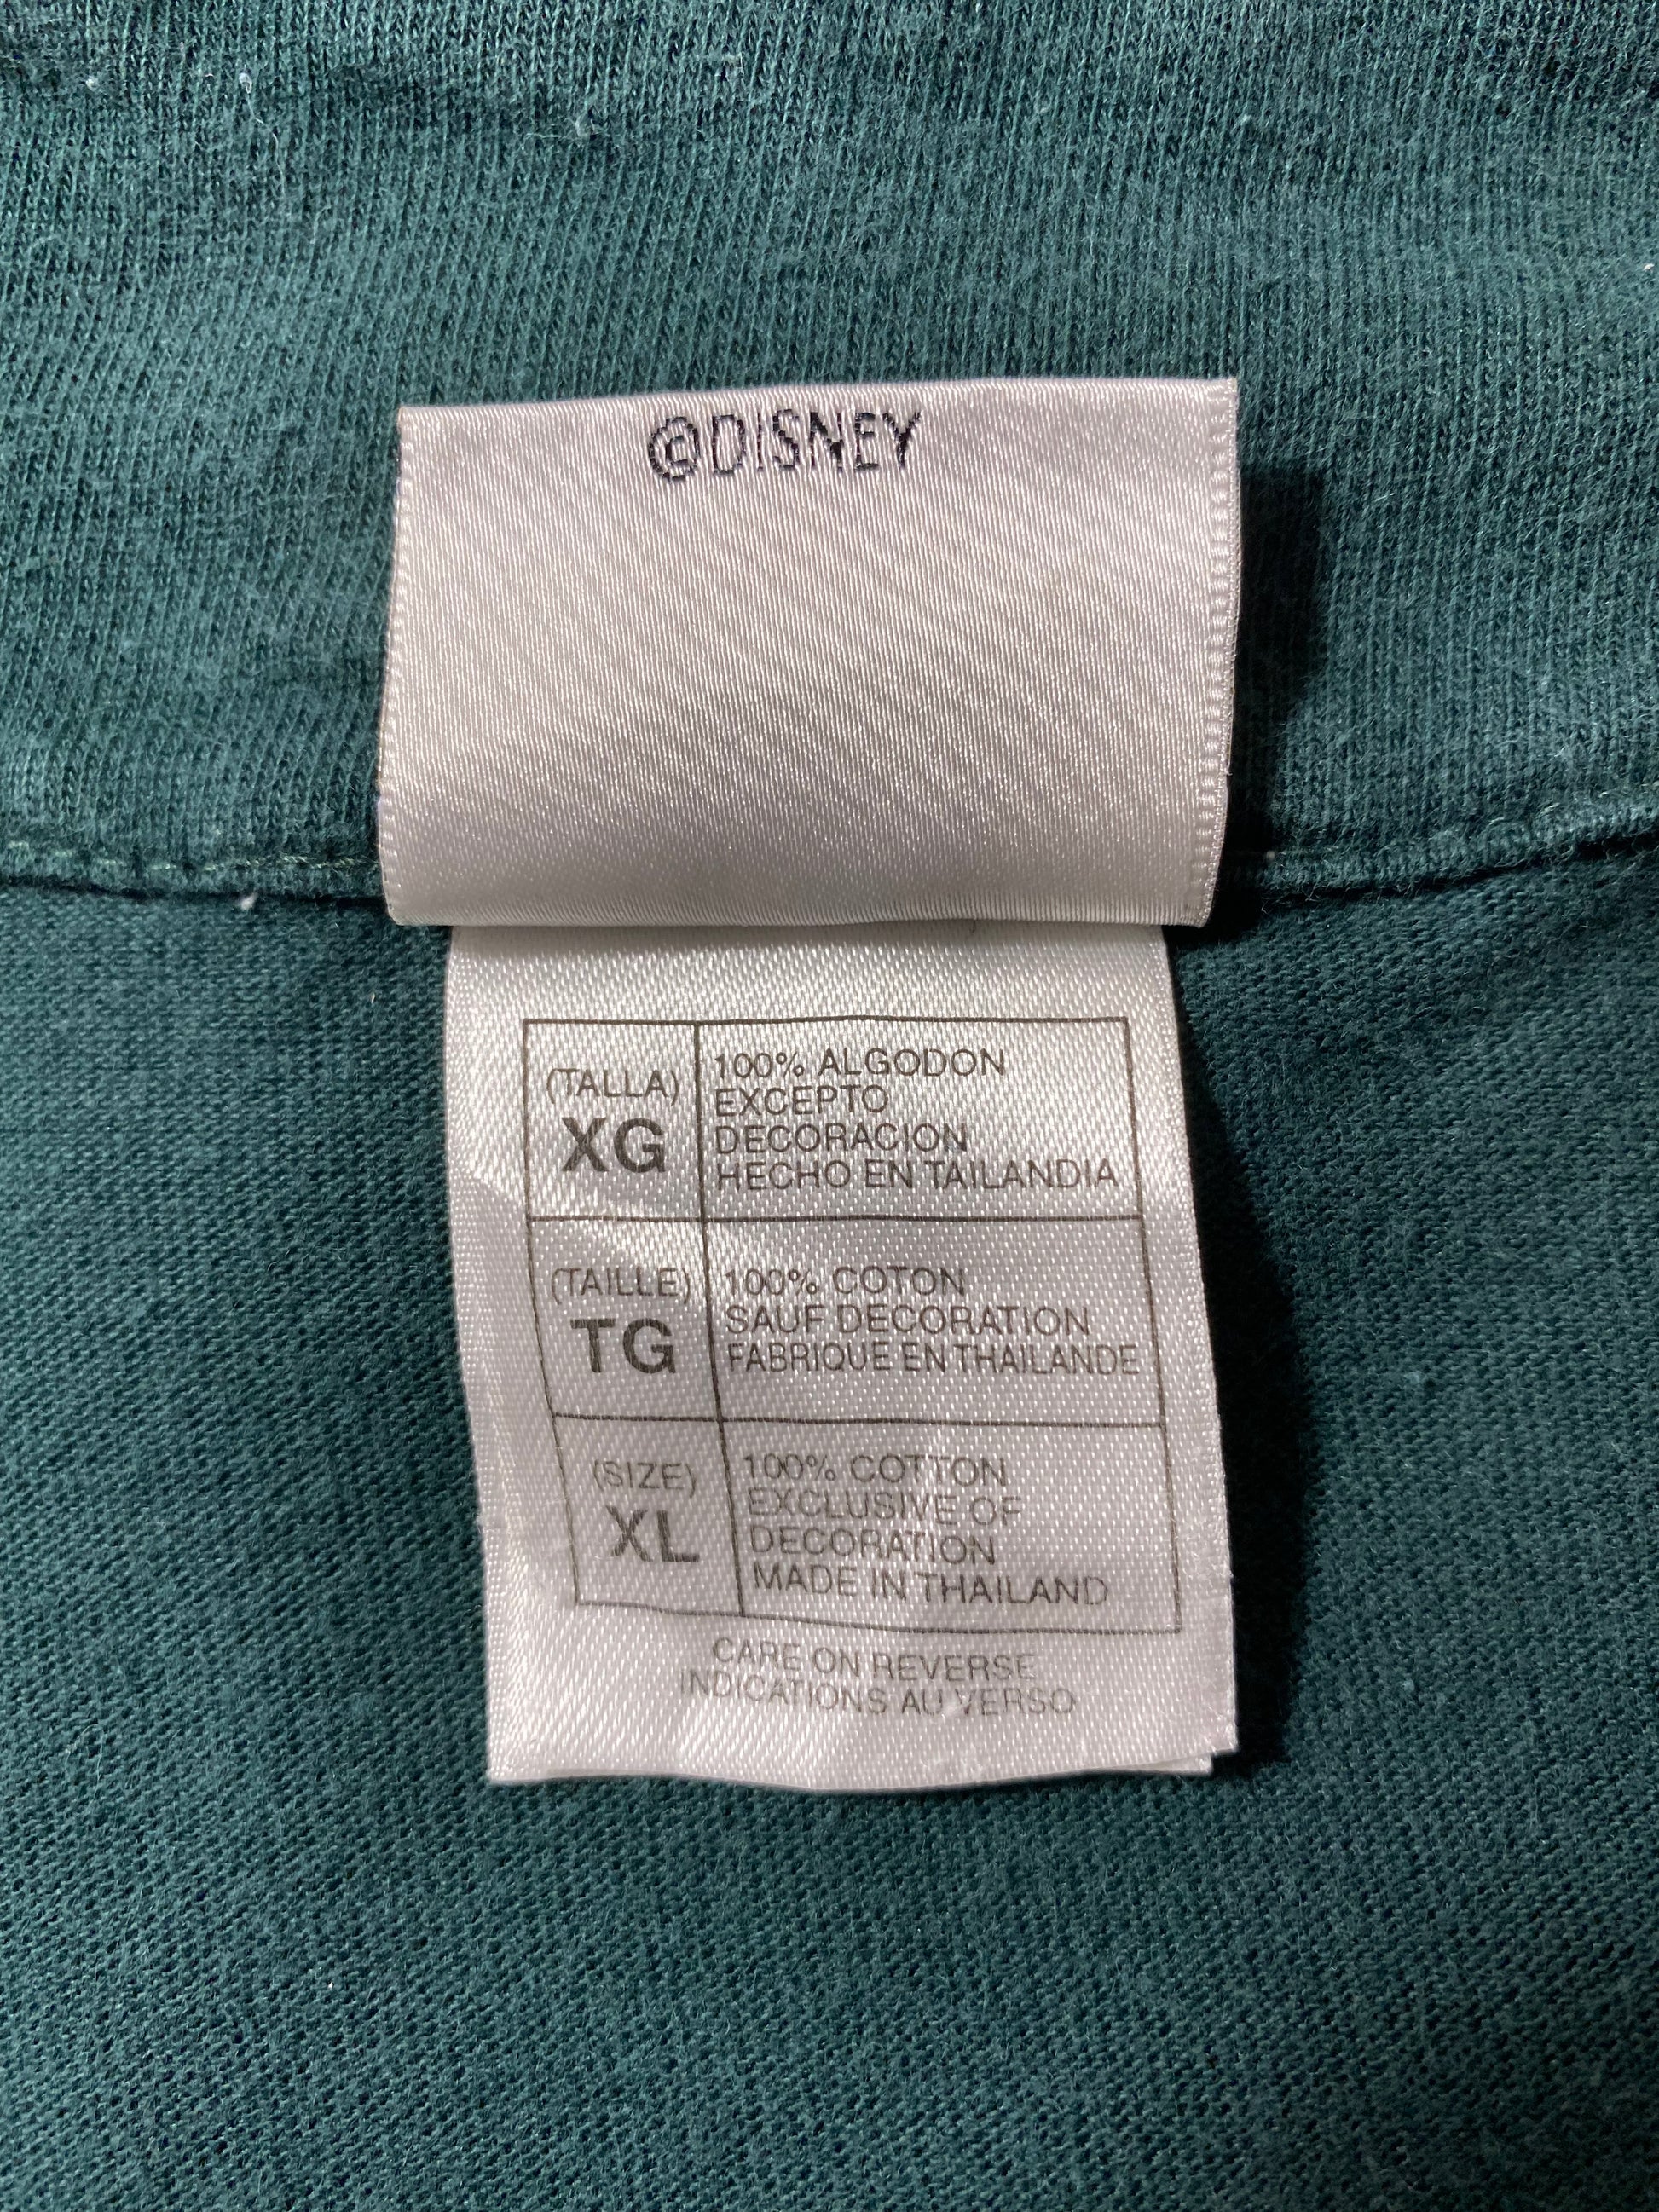 ©DISNEY
(TALLA)
XG
100% ALGODON
EXCEPTO
DECORACION
HECHO EN TAILANDIA
(TAILLE)
TG
100% COTON
SAUF DECORATION
FABRIQUE EN THAILANDE
(SIZE)
XL
100% COTTON
EXCLUSIVE OF
DECORATION
MADE IN THAILAND
CARE ON REVERSE
INDICATIONS AU VERSO